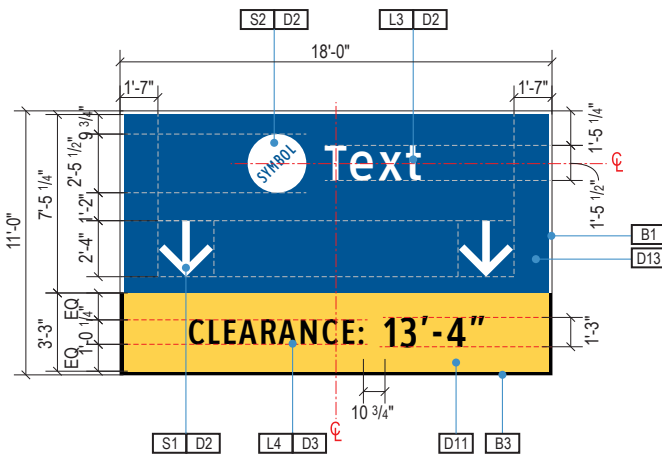 S2 D2
L3 D2
18'-0"
1'-7"
1'-7"
9 3/4"
1'-5 1/4"
SYMBOL
Text
℄
2'-5 1/2"
7'-5 1/4"
1'-5 1/2"
11'-0"
1'-2"
B1
2'-4"
D13
EQ
CLEARANCE: 13'-4"
1'-3"
3'-3"
1'-0 1/4"
EQ
10 3/4"
℄
S1 D2
L4 D3
D11
B3